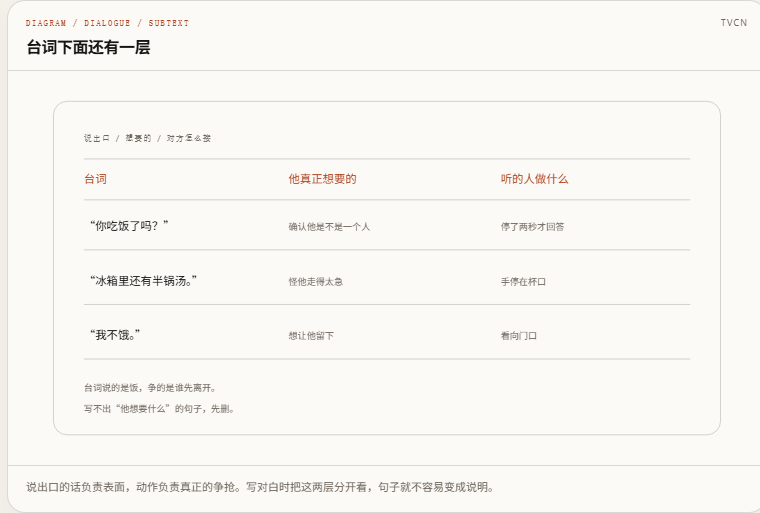 DIAGRAM / DIALOGUE / SUBTEXT
TVCN
台词下面还有一层
说出口 / 想要的 / 对方怎么接
台词 他真正想要的 听的人做什么
“你吃饭了吗？” 确认他是不是一个人 停了两秒才回答
“冰箱里还有半锅汤。” 怪他走得太急 手停在杯口
“我不饿。” 想让他留下 看向门口
台词说的是饭，争的是谁先离开。
写不出“他想要什么”的句子，先删。
说出口的话负责表面，动作负责真正的争抢。写对白时把这两层分开看，句子就不容易变成说明。